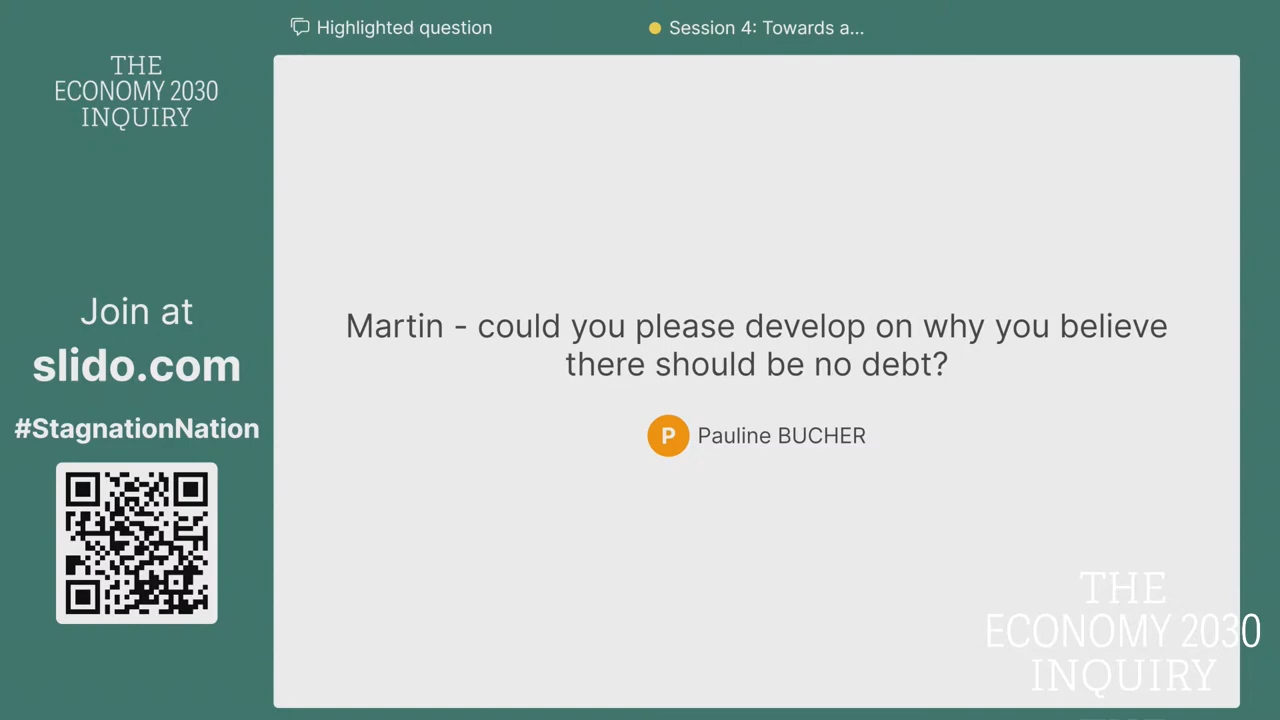 Highlighted question
Session 4: Towards a...
THE
ECONOMY 2030
INQUIRY
Join at
slido.com
#StagnationNation
Martin - could you please develop on why you believe
there should be no debt?
P
Pauline BUCHER
THE
ECONOMY 2030
INQUIRY